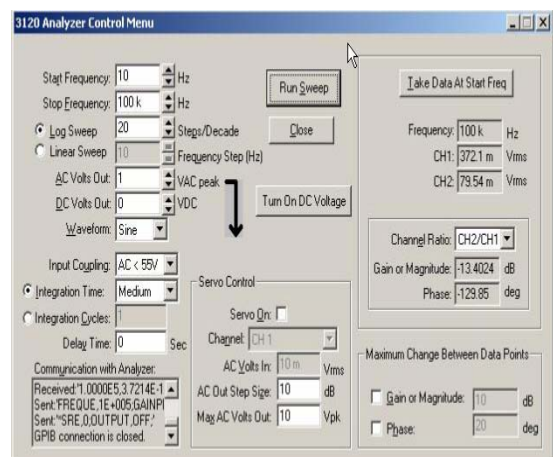 3120 Analyzer Control Menu
Start Frequency: 10 Hz
Stop Frequency: 100 k Hz
Log Sweep 20 Steps/Decade
Linear Sweep 10 Frequency Step (Hz)
AC Volts Out: 1 VAC peak
DC Volts Out: 0 VDC
Waveform: Sine
Input Coupling: AC < 55V
Integration Time: Medium
Integration Cycles: 1
Delay Time: 0 Sec
Communication with Analyzer:
Received:"1.0000E5,3.7214E-1
Sent:"FREQUE,1E+005;GAINPI
Sent:"*SRE,0;OUTPUT,OFF;'
GPIB connection is closed.
Run Sweep
Close
Turn On DC Voltage
Servo Control
Servo On:
Channel: CH 1
AC Volts In: 10 m Vrms
AC Out Step Size: 10 dB
Max AC Volts Out: 10 Vpk
Take Data At Start Freq
Frequency: 100 k Hz
CH1: 372.1 m Vrms
CH2: 79.54 m Vrms
Channel Ratio: CH2/CH1
Gain or Magnitude: -13.4024 dB
Phase: -129.85 deg
Maximum Change Between Data Points
Gain or Magnitude: 10 dB
Phase: 20 deg